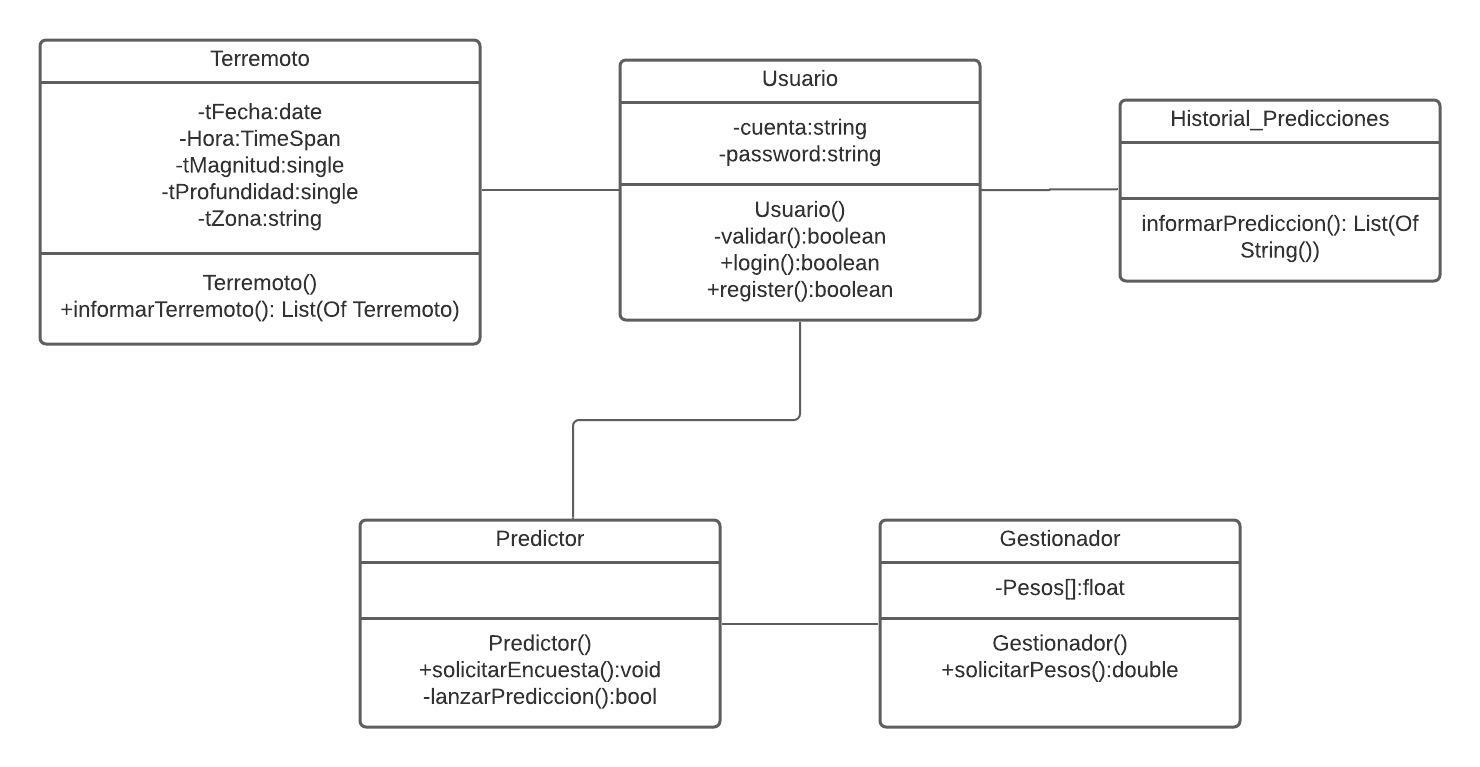 Terremoto
-tFecha:date
-Hora:TimeSpan
-tMagnitud:single
-tProfundidad:single
-tZona:string
Terremoto()
+informarTerremoto(): List(Of Terremoto)
Usuario
-cuenta:string
-password:string
Usuario()
-validar():boolean
+login():boolean
+register():boolean
Historial_Predicciones
informarPrediccion(): List(Of
String())
Predictor
Predictor()
+solicitarEncuesta():void
-lanzarPrediccion():bool
Gestionador
-Pesos[]:float
Gestionador()
+solicitarPesos():double